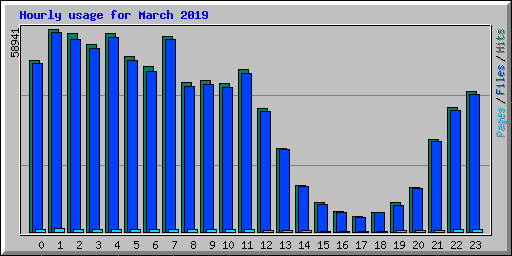 Hourly usage for March 2019
58941
Pages/Files/Hits
0 1 2 3 4 5 6 7 8 9 10 11 12 13 14 15 16 17 18 19 20 21 22 23